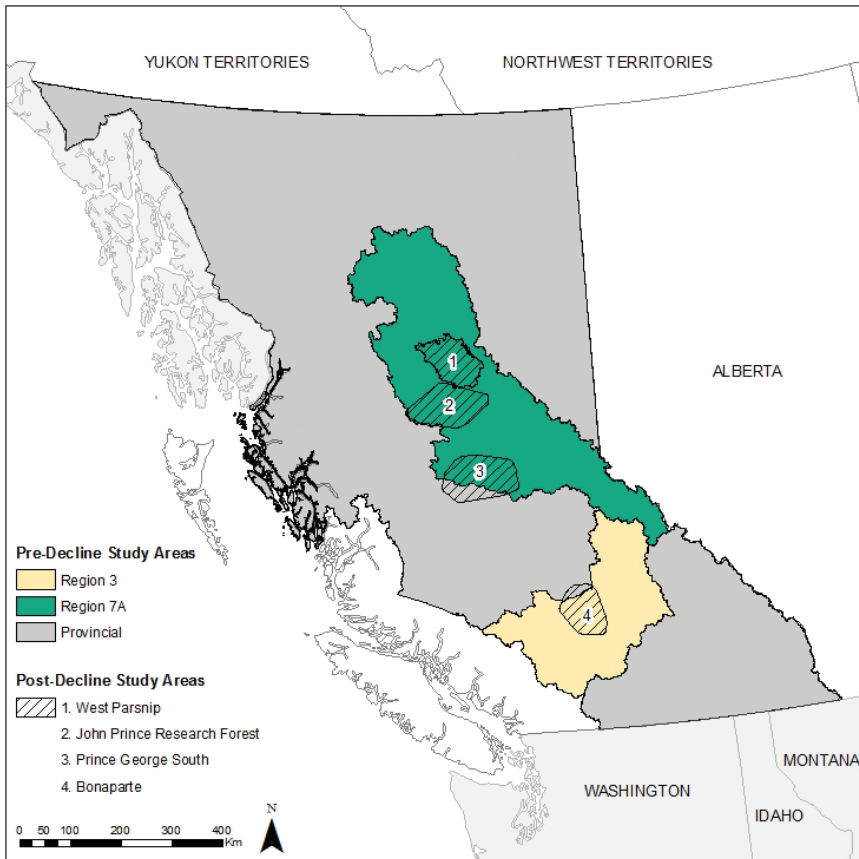 YUKON TERRITORIES
NORTHWEST TERRITORIES
ALBERTA
1
2
3
4
Pre-Decline Study Areas
Region 3
Region 7A
Provincial
Post-Decline Study Areas
1. West Parsnip
2. John Prince Research Forest
3. Prince George South
4. Bonaparte
MONTANA
WASHINGTON
IDAHO
N
0 50 100 200 300 400
Km